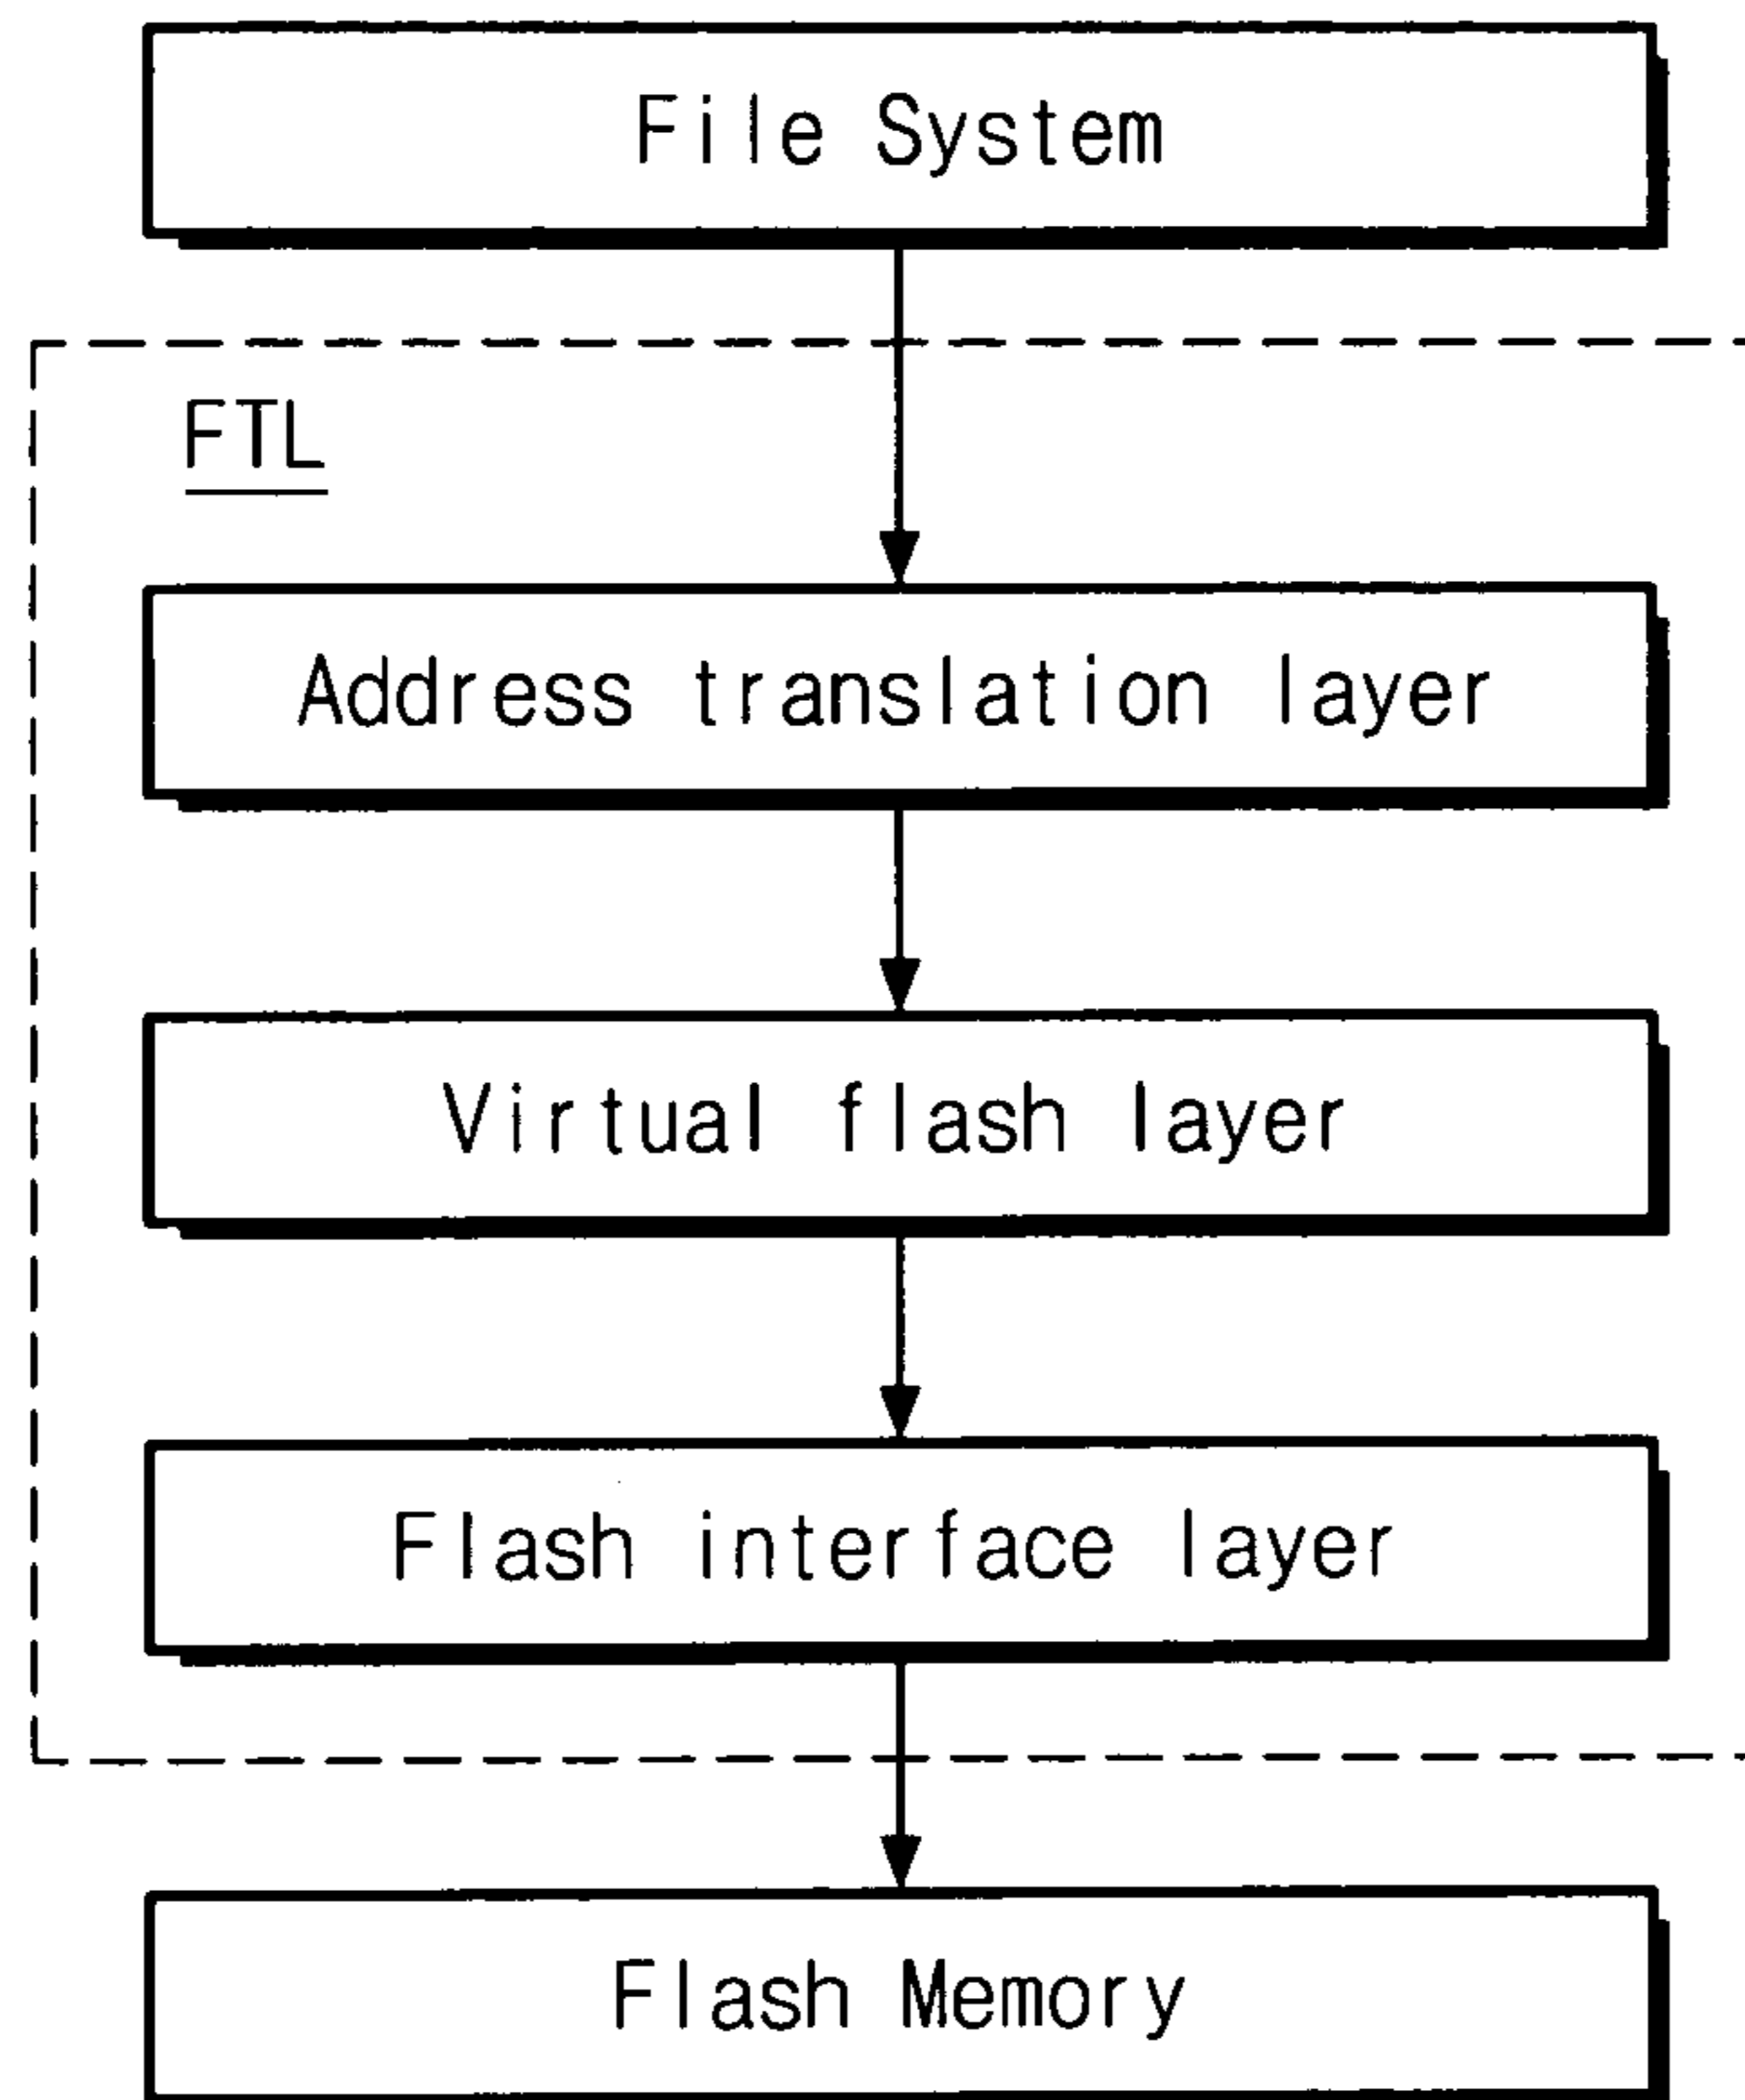 File System
FTL
Address translation layer
Virtual flash layer
Flash interface layer
Flash Memory